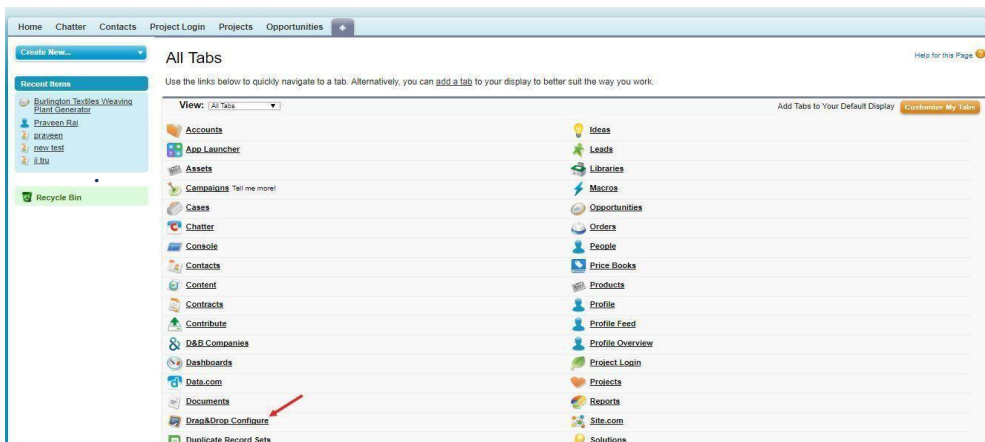 Home Chatter Contacts Project Login Projects Opportunities +
Create New...
Recent Items
Burlington Textiles Weaving
Plant Generator
Praveen Rai
praveen
new test
ii tru
Recycle Bin
All Tabs
Help for this Page
Use the links below to quickly navigate to a tab. Alternatively, you can add a tab to your display to better suit the way you work.
View: All Tabs
Add Tabs to Your Default Display Customize My Tabs
Accounts
App Launcher
Assets
Campaigns Tell me more!
Cases
Chatter
Console
Contacts
Content
Contracts
Contribute
D&B Companies
Dashboards
Data.com
Documents
Drag&Drop Configure
Duplicate Record Sets
Ideas
Leads
Libraries
Macros
Opportunities
Orders
People
Price Books
Products
Profile
Profile Feed
Profile Overview
Project Login
Projects
Reports
Site.com
Solutions